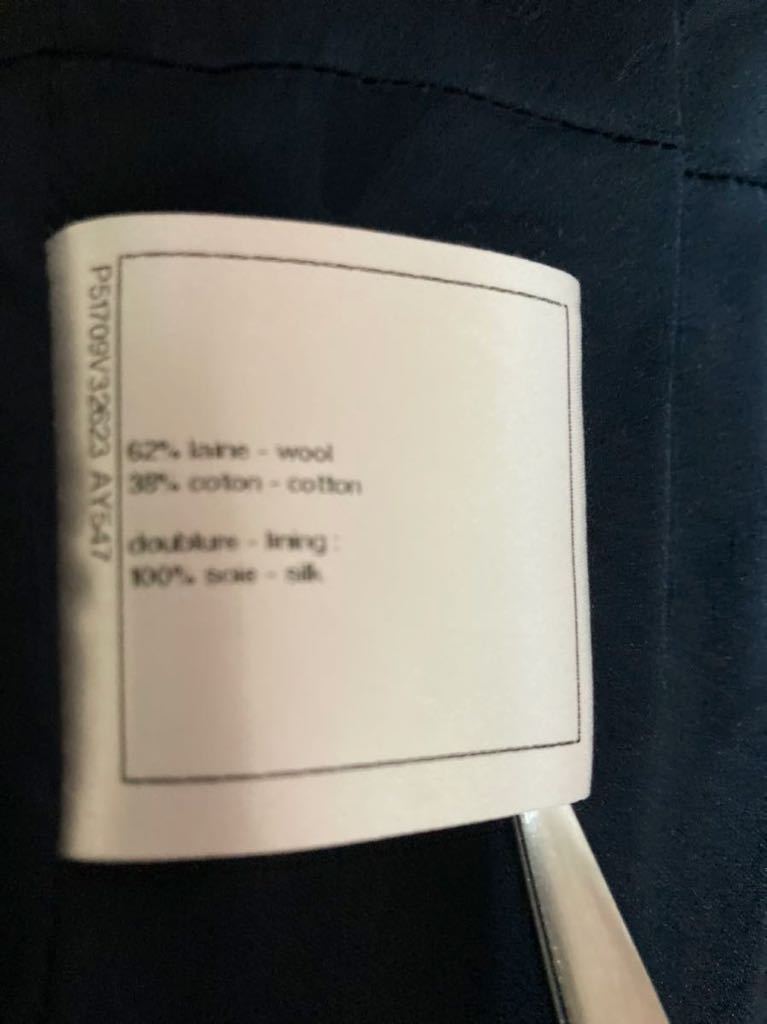 P51709V32623 AY547
62% laine - wool
38% coton - cotton
doublure - lining :
100% soie - silk